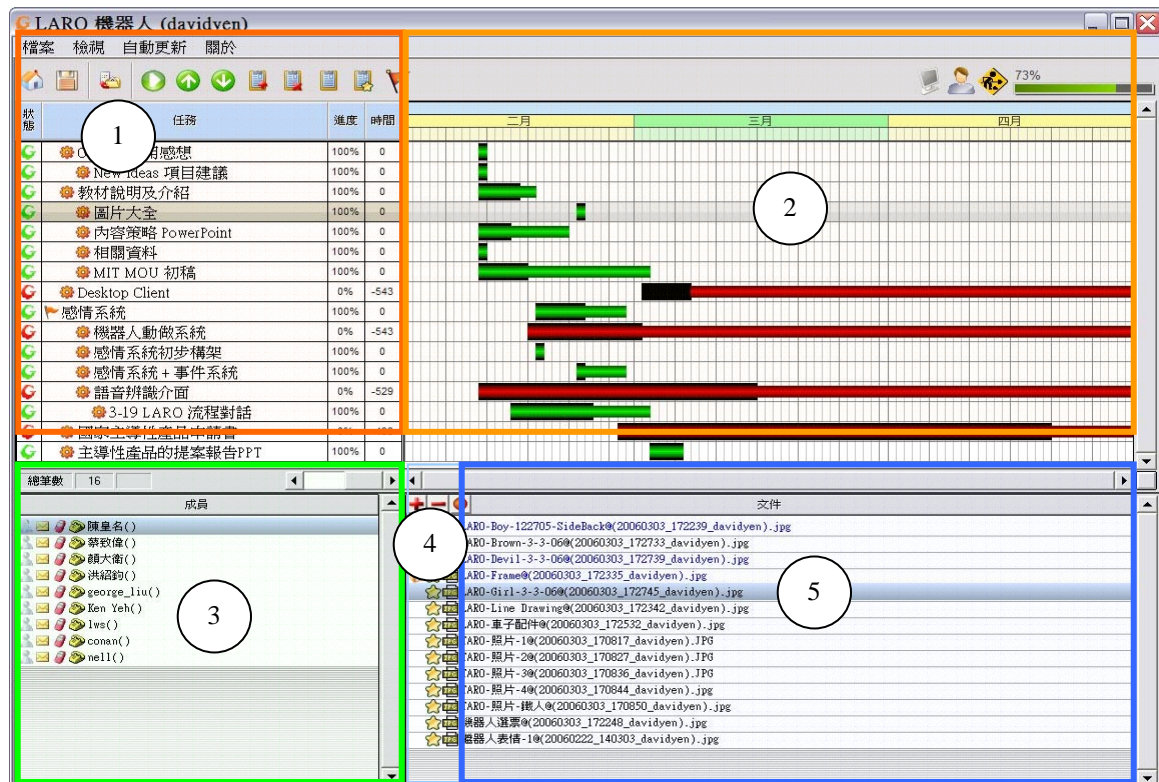 LARO 機器人 (davidyen)
檔案 檢視 自動更新 關於
73%
狀態 任務 進度 時間 二月 三月 四月
1
感想 100% 0
New Ideas 項目建議 100% 0
教材說明及介紹 100% 0
圖片大全 100% 0
2
內容策略 PowerPoint 100% 0
相關資料 100% 0
MIT MOU 初稿 100% 0
Desktop Client 0% -543
感情系統 100% 0
機器人動做系統 0% -543
感情系統初步構架 100% 0
感情系統 + 事件系統 100% 0
語音辨識介面 0% -529
3-19 LARO 流程對話 100% 0
國家主導性產品申請書
主導性產品的提案報告PPT 100% 0
總筆數 16
成員
陳皇名()
蔡致偉()
顏大衛()
洪紹鈞()
george_liu()
Ken Yeh()
lws()
conan()
nell()
3
4
文件
LARO-Boy-122705-SideBack@(20060303_172239_davidyen).jpg
LARO-Brown-3-3-06@(20060303_172733_davidyen).jpg
LARO-Devil-3-3-06@(20060303_172739_davidyen).jpg
LARO-Frame@(20060303_172335_davidyen).jpg
LARO-Girl-3-3-06@(20060303_172745_davidyen).jpg
LARO-Line Drawing@(20060303_172342_davidyen).jpg
LARO-車子配件@(20060303_172532_davidyen).jpg
LARO-照片-1@(20060303_170817_davidyen).JPG
LARO-照片-2@(20060303_170827_davidyen).JPG
LARO-照片-3@(20060303_170836_davidyen).JPG
LARO-照片-4@(20060303_170844_davidyen).jpg
LARO-照片-鐵人@(20060303_170850_davidyen).jpg
機器人選票@(20060303_172248_davidyen).jpg
機器人表情-1@(20060222_140303_davidyen).jpg
5